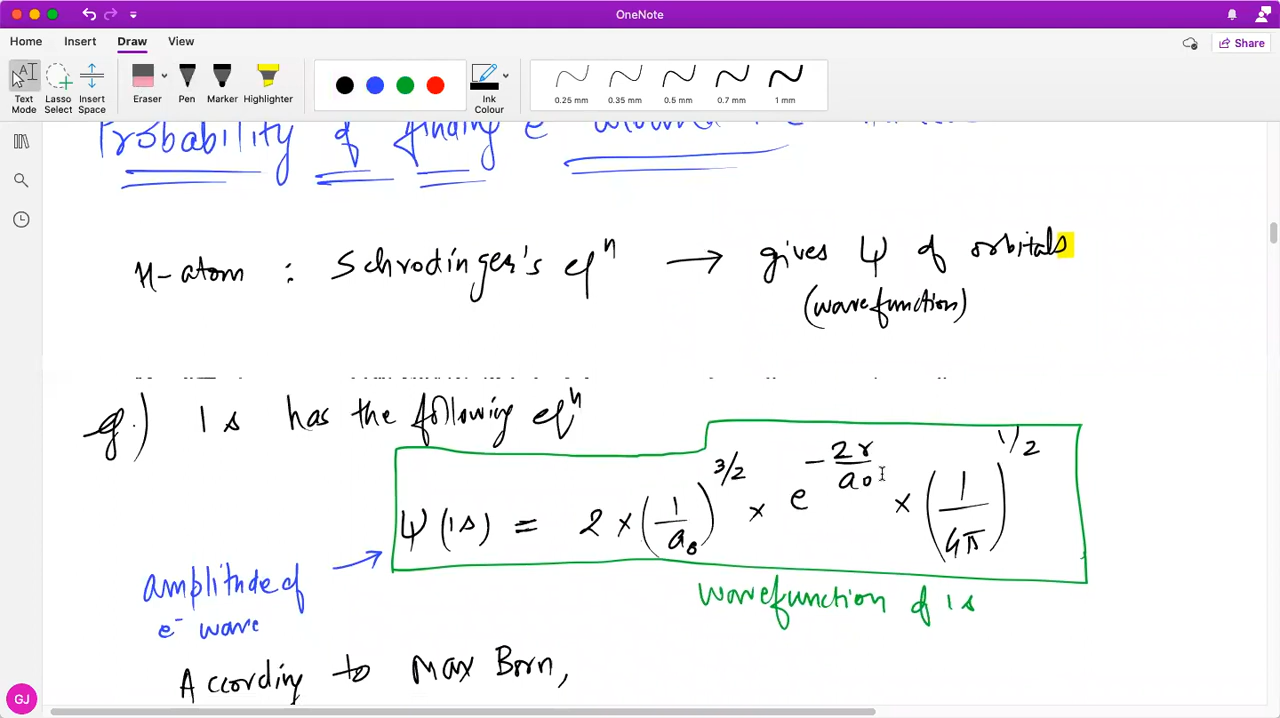 OneNote
Home Insert Draw View Share
Text Mode Lasso Select Insert Space Eraser Pen Marker Highlighter Ink Colour 0.25 mm 0.35 mm 0.5 mm 0.7 mm 1 mm
Probability of finding e⁻ around
H-atom : Schrodinger's eqⁿ → gives ψ of orbitals
(wavefunction)
eg.) 1s has the following eqⁿ
ψ(1s) = 2 × (1/a₀)^3/2 × e^-2r/a₀ × (1/4π)^1/2
amplitude of → wavefunction of 1s
e⁻ wave
According to Max Born,
GJ